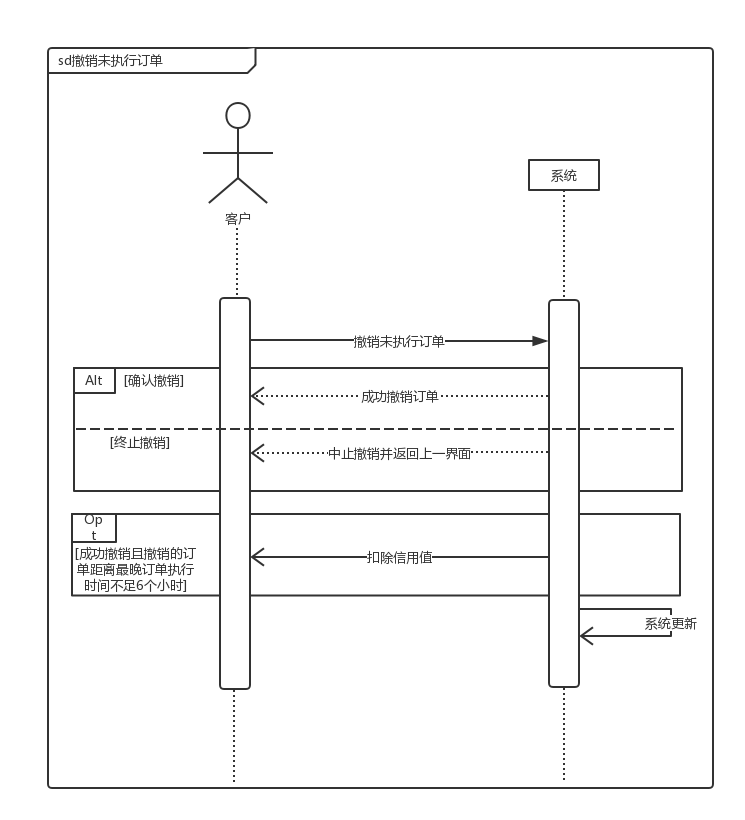 sd撤销未执行订单
客户
系统
撤销未执行订单
Alt
[确认撤销]
成功撤销订单
[终止撤销]
中止撤销并返回上一界面
Op
t
[成功撤销且撤销的订
单距离最晚订单执行
时间不足6个小时]
扣除信用值
系统更新